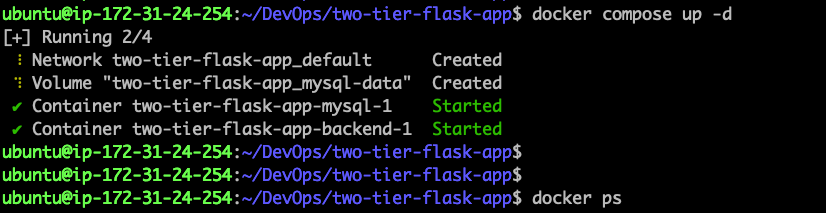 ubuntu@ip-172-31-24-254:~/DevOps/two-tier-flask-app$ docker compose up -d
[+] Running 2/4
⠸ Network two-tier-flask-app_default Created
⠹ Volume "two-tier-flask-app_mysql-data" Created
✔ Container two-tier-flask-app-mysql-1 Started
✔ Container two-tier-flask-app-backend-1 Started
ubuntu@ip-172-31-24-254:~/DevOps/two-tier-flask-app$
ubuntu@ip-172-31-24-254:~/DevOps/two-tier-flask-app$
ubuntu@ip-172-31-24-254:~/DevOps/two-tier-flask-app$ docker ps